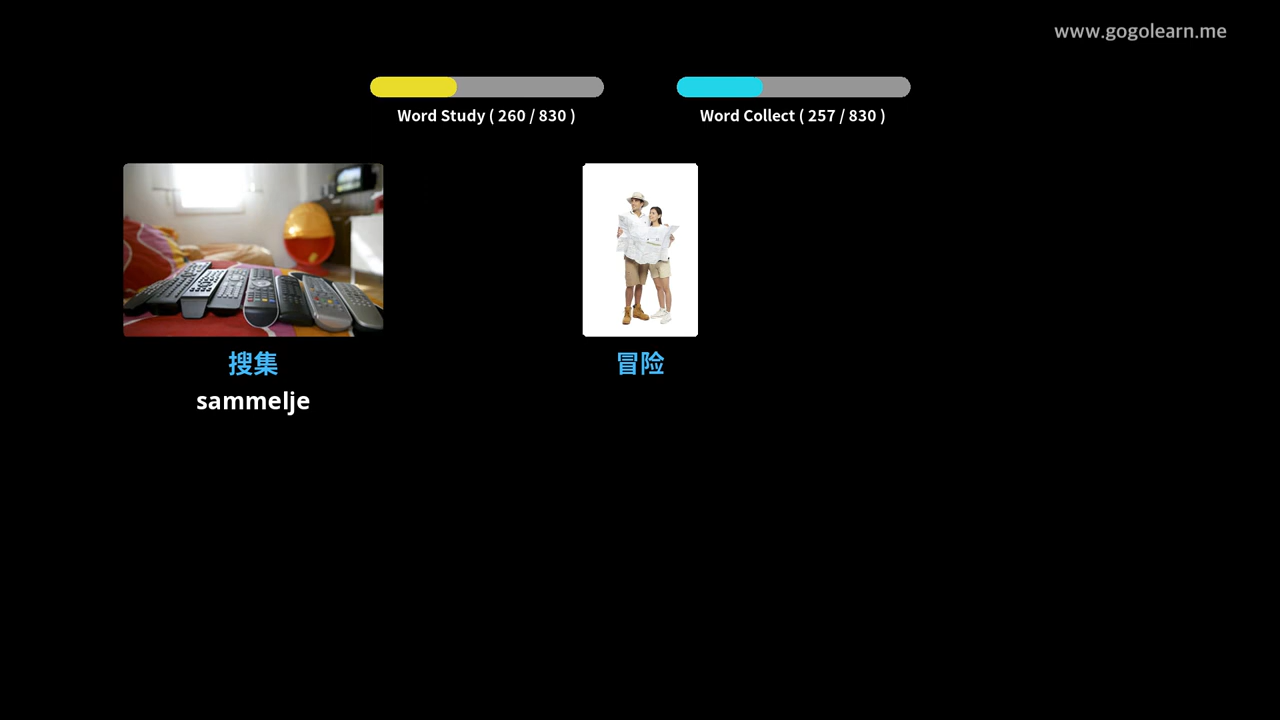 www.gogolearn.me
Word Study ( 260 / 830 )
Word Collect ( 257 / 830 )
搜集
sammelje
冒险